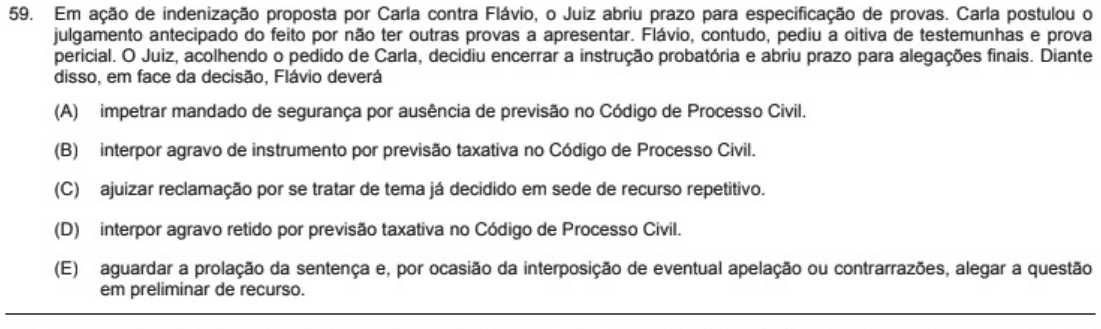 59. Em ação de indenização proposta por Carla contra Flávio, o Juiz abriu prazo para especificação de provas. Carla postulou o
julgamento antecipado do feito por não ter outras provas a apresentar. Flávio, contudo, pediu a oitiva de testemunhas e prova
pericial. O Juiz, acolhendo o pedido de Carla, decidiu encerrar a instrução probatória e abriu prazo para alegações finais. Diante
disso, em face da decisão, Flávio deverá
(A) impetrar mandado de segurança por ausência de previsão no Código de Processo Civil.
(B) interpor agravo de instrumento por previsão taxativa no Código de Processo Civil.
(C) ajuizar reclamação por se tratar de tema já decidido em sede de recurso repetitivo.
(D) interpor agravo retido por previsão taxativa no Código de Processo Civil.
(E) aguardar a prolação da sentença e, por ocasião da interposição de eventual apelação ou contrarrazões, alegar a questão
em preliminar de recurso.